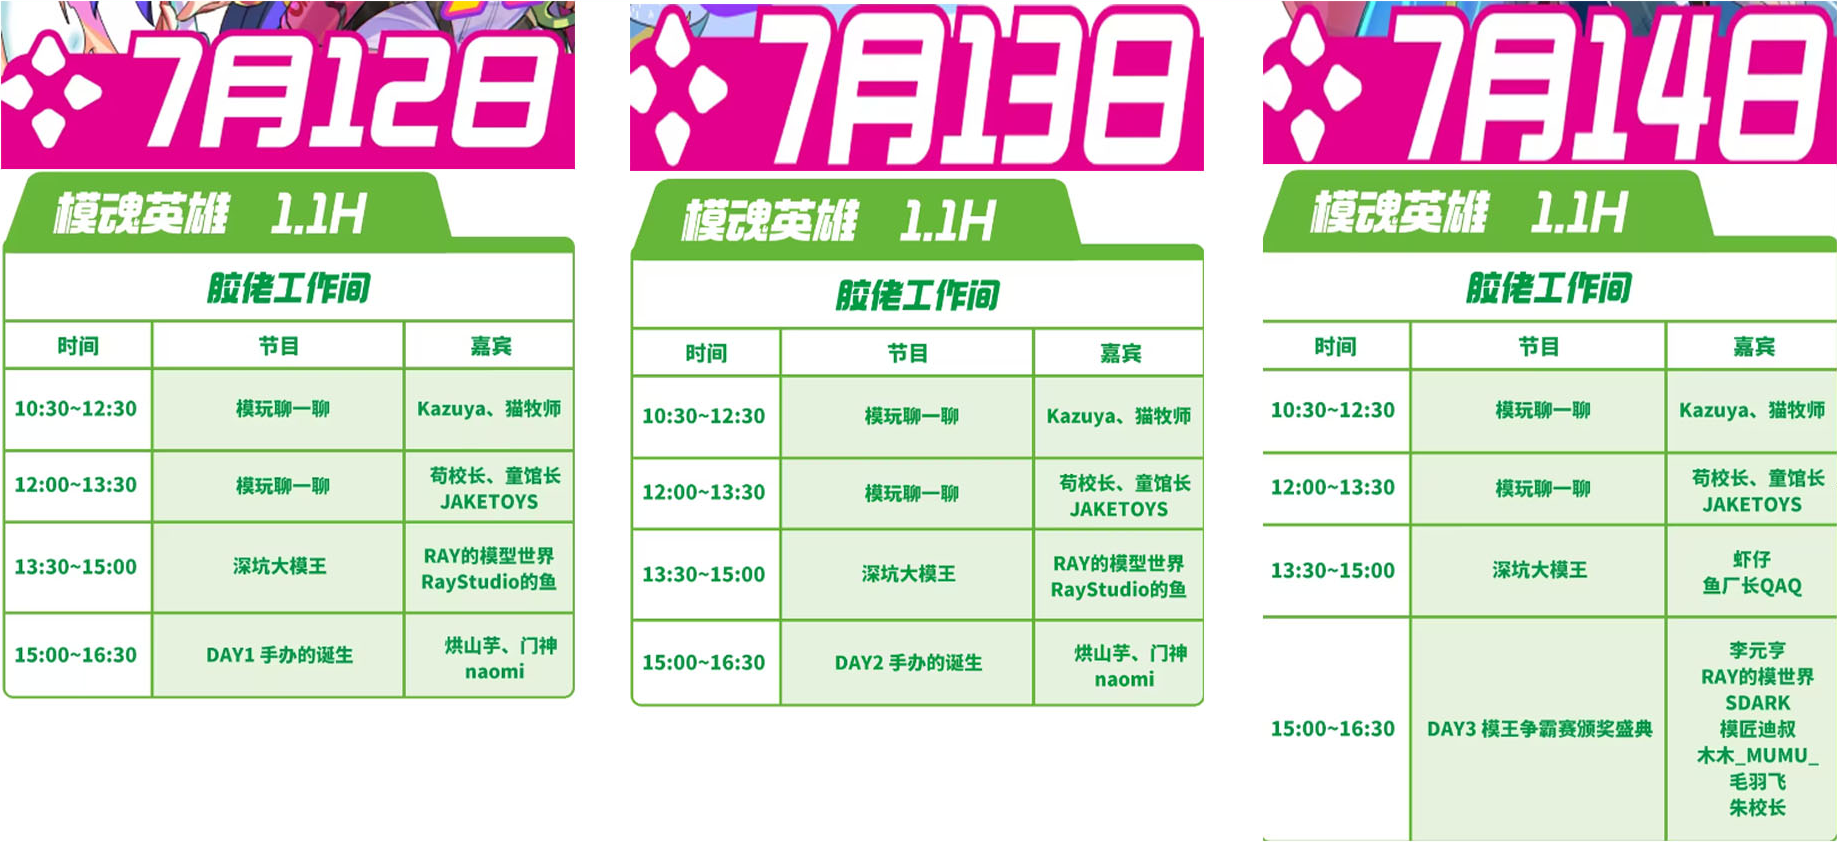 7月12日
模魂英雄 1.1H
胶佬工作间
时间 节目 嘉宾
10:30~12:30 模玩聊一聊 Kazuya、猫牧师
12:00~13:30 模玩聊一聊 苟校长、童馆长
JAKETOYS
13:30~15:00 深坑大模王 RAY的模型世界
RayStudio的鱼
15:00~16:30 DAY1 手办的诞生 烘山芋、门神
naomi
7月13日
模魂英雄 1.1H
胶佬工作间
时间 节目 嘉宾
10:30~12:30 模玩聊一聊 Kazuya、猫牧师
12:00~13:30 模玩聊一聊 苟校长、童馆长
JAKETOYS
13:30~15:00 深坑大模王 RAY的模型世界
RayStudio的鱼
15:00~16:30 DAY2 手办的诞生 烘山芋、门神
naomi
7月14日
模魂英雄 1.1H
胶佬工作间
时间 节目 嘉宾
10:30~12:30 模玩聊一聊 Kazuya、猫牧师
12:00~13:30 模玩聊一聊 苟校长、童馆长
JAKETOYS
13:30~15:00 深坑大模王 虾仔
鱼厂长QAQ
15:00~16:30 DAY3 模王争霸赛颁奖盛典 李元亨
RAY的模世界
SDARK
模匠迪叔
木木_MUMU_
毛羽飞
朱校长